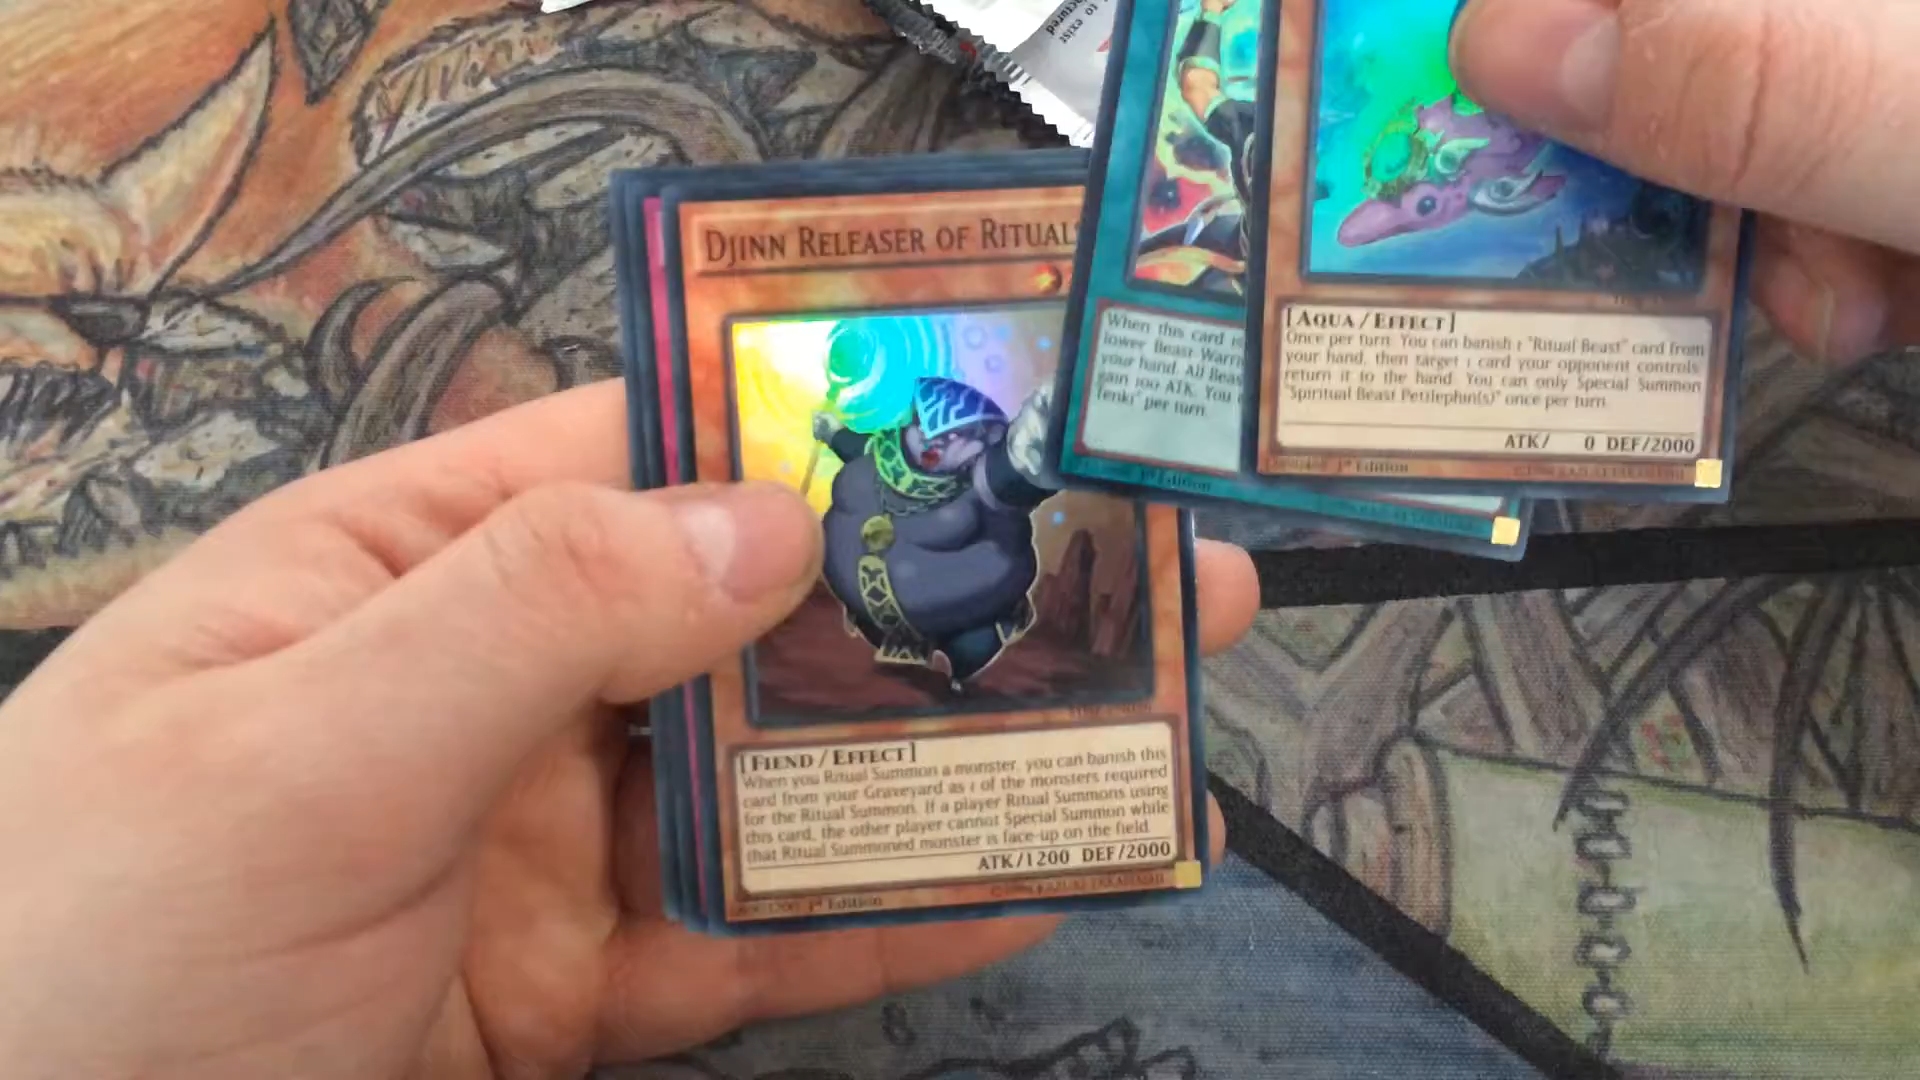 to exist
DJINN RELEASER OF RITUALS
[FIEND / EFFECT]
When you Ritual Summon a monster, you can banish this
card from your Graveyard as 1 of the monsters required
for the Ritual Summon. If a player Ritual Summons using
this card, the other player cannot Special Summon while
that Ritual Summoned monster is face-up on the field.
ATK/1200 DEF/2000
1st Edition
When this card
lower Beast-Warri
your hand. All Beas
gain 100 ATK. You
Tenki" per turn.
1st Edition
[AQUA / EFFECT]
Once per turn: You can banish 1 "Ritual Beast" card from
your hand, then target 1 card your opponent controls;
return it to the hand. You can only Special Summon
"Spiritual Beast Petilephin(s)" once per turn.
ATK/ 0 DEF/2000
1st Edition